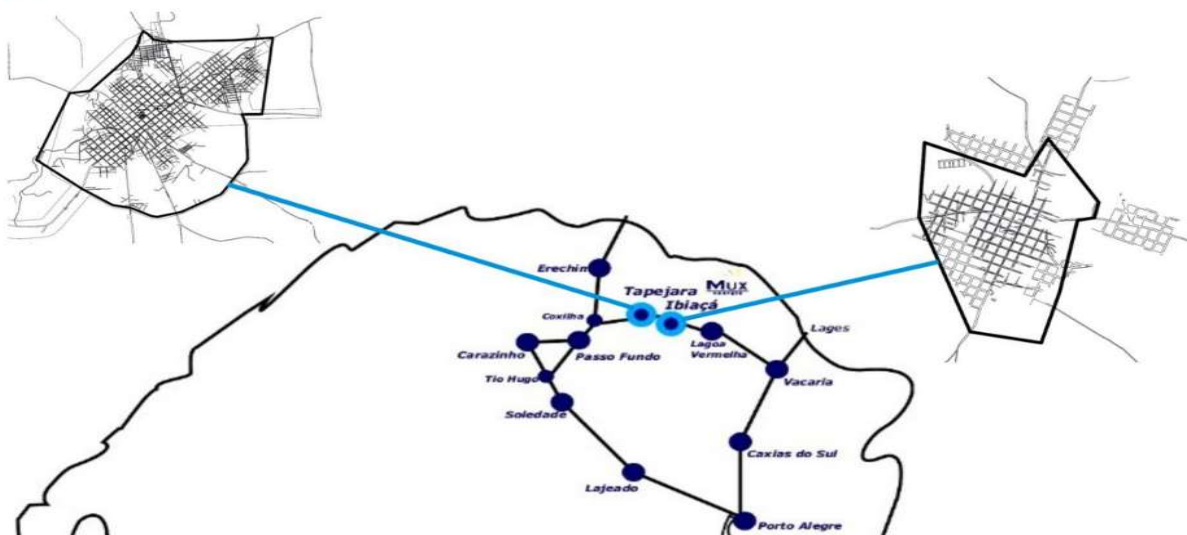 Erechim
Tapejara
MUX
Ibiaçá
Coxilha
Lages
Carazinho
Passo Fundo
Lagoa
Vermelha
Tio Hugo
Vacaria
Soledade
Caxias do Sul
Lajeado
Porto Alegre